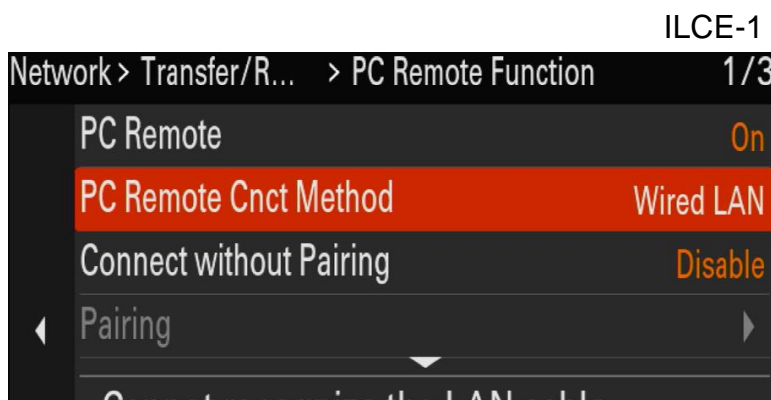 ILCE-1
Network > Transfer/R... > PC Remote Function 1/3
PC Remote On
PC Remote Cnct Method Wired LAN
Connect without Pairing Disable
Pairing